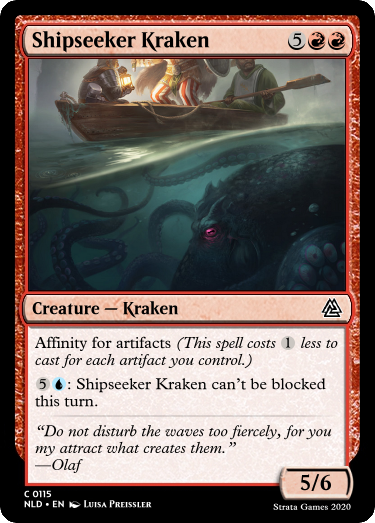 Shipseeker Kraken 5
Creature — Kraken
Affinity for artifacts (This spell costs 1 less to
cast for each artifact you control.)
5: Shipseeker Kraken can't be blocked
this turn.
“Do not disturb the waves too fiercely, for you
my attract what creates them.”
—Olaf
5/6
C 0115
NLD • EN Luisa Preissler
Strata Games 2020